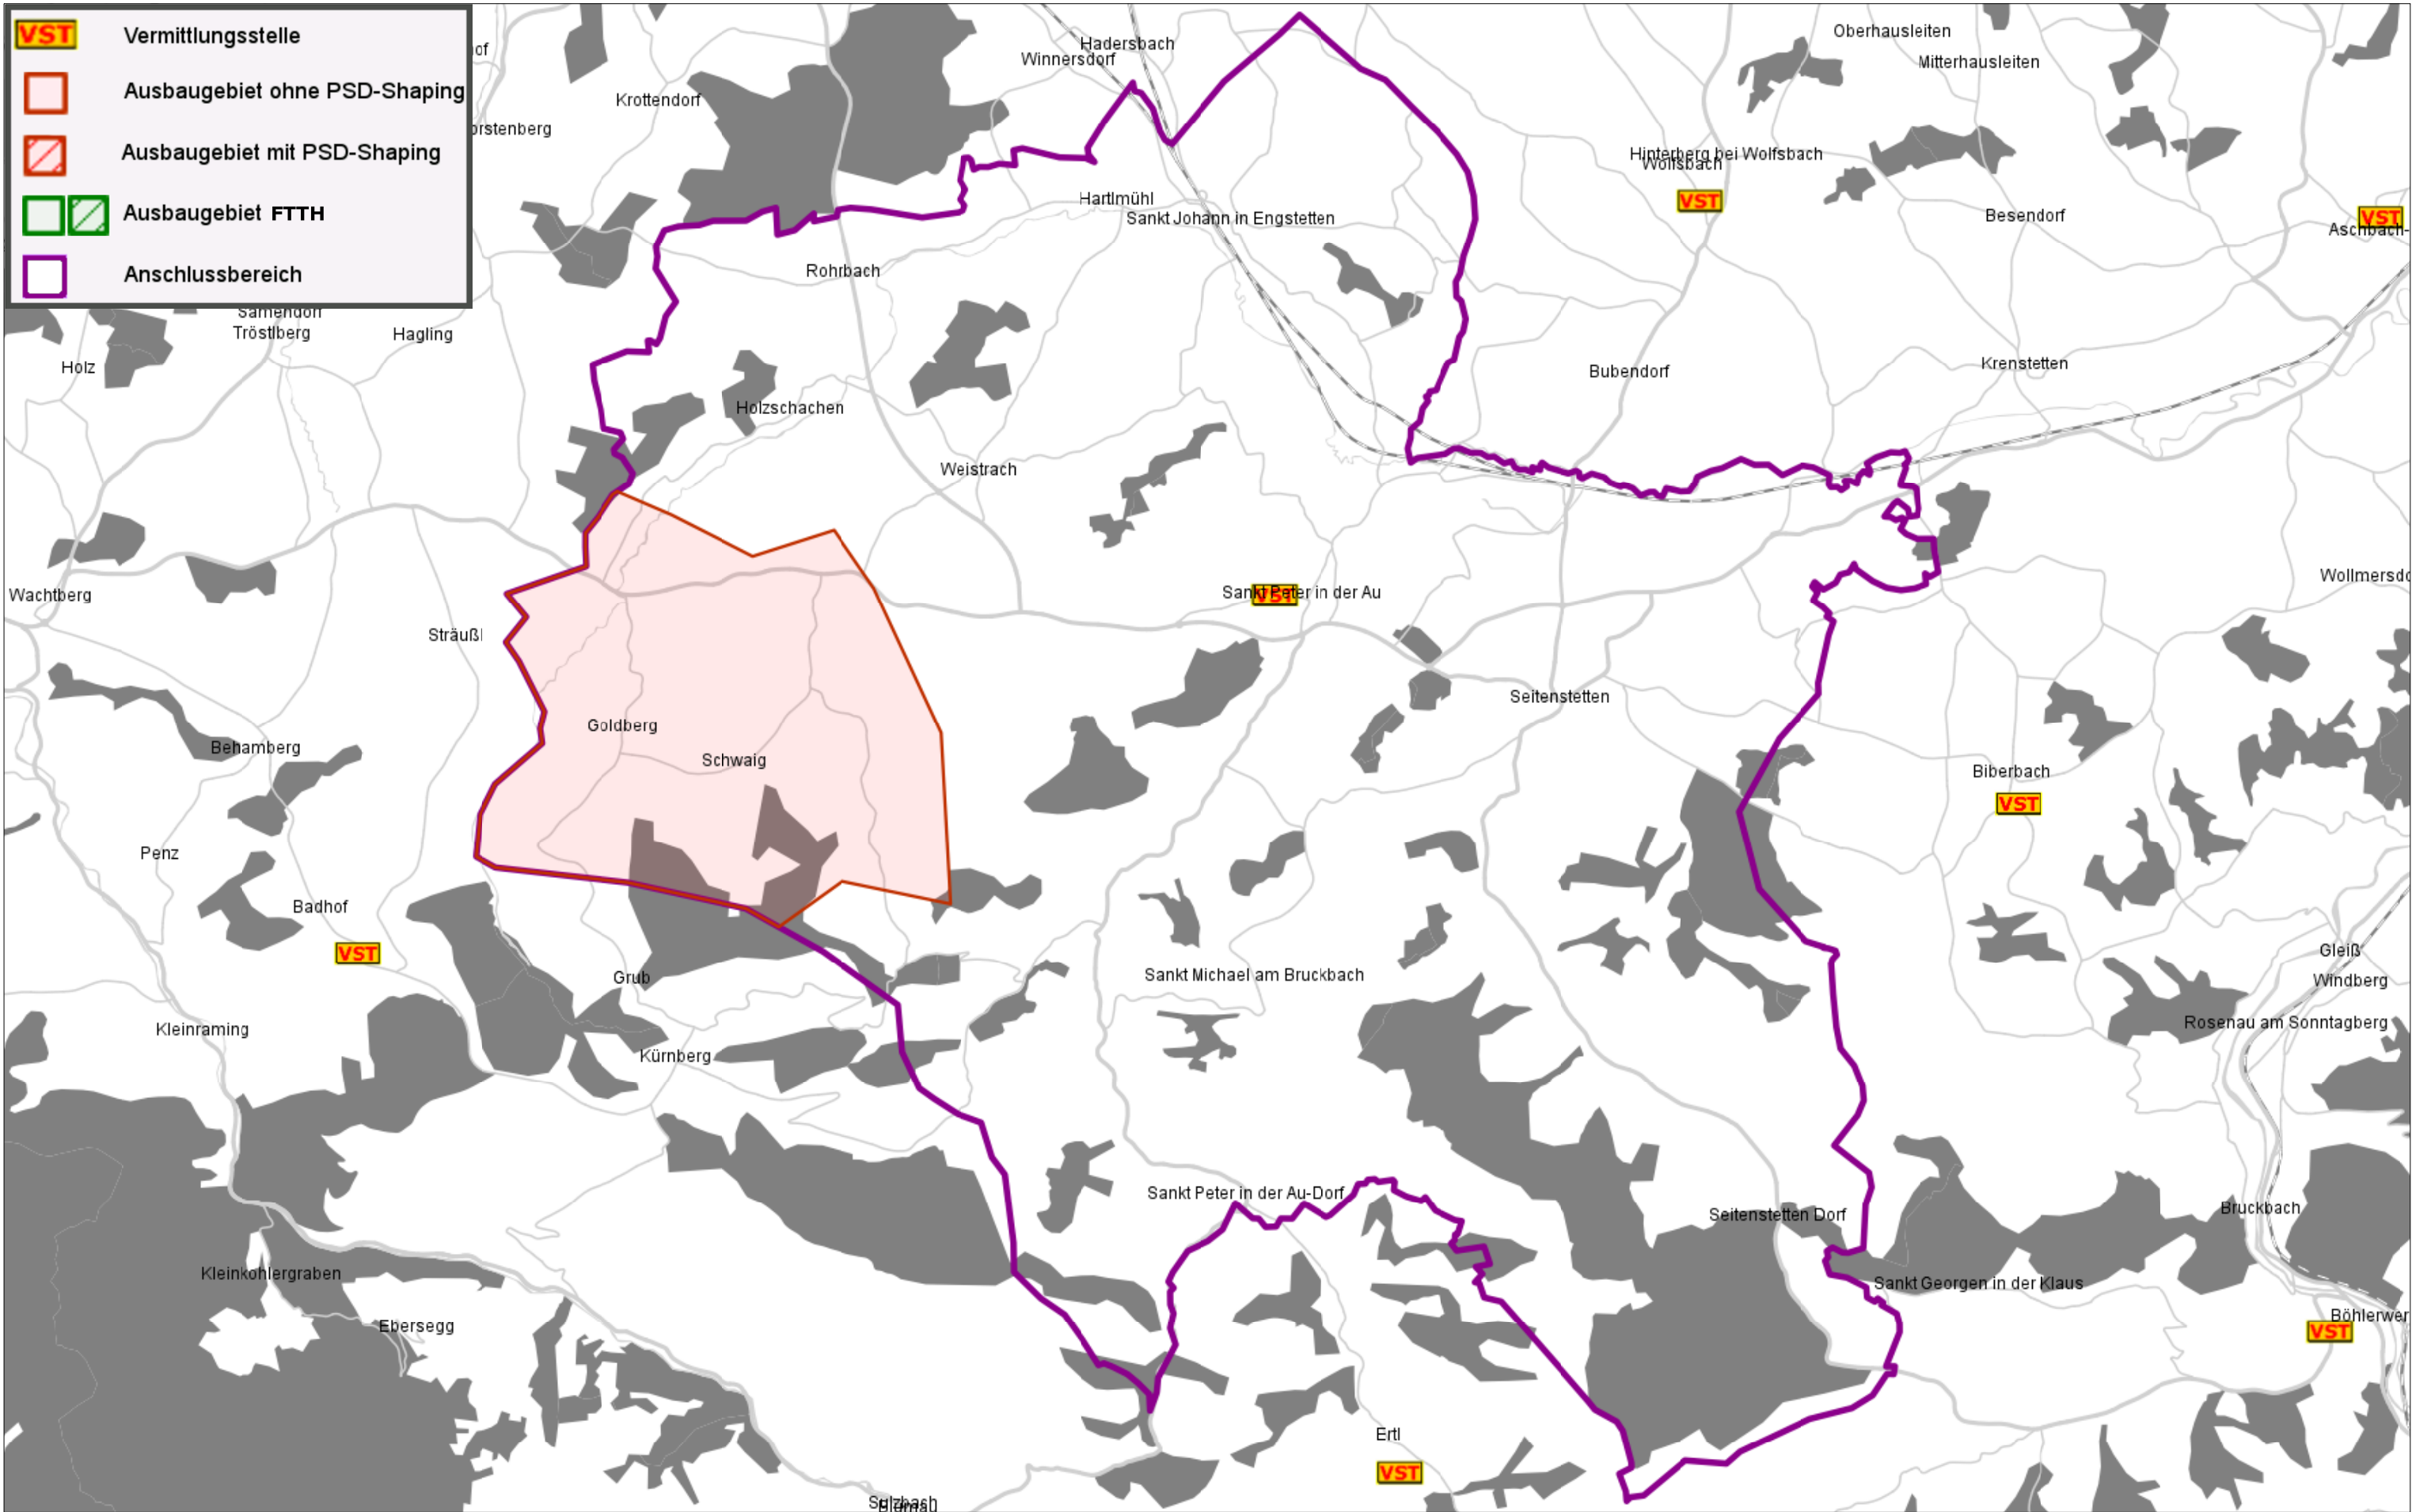 VST Vermittlungsstelle
Ausbaugebiet ohne PSD-Shaping
Ausbaugebiet mit PSD-Shaping
Ausbaugebiet FTTH
Anschlussbereich
Hadersbach
Winnersdorf
Oberhausleiten
Mitterhausleiten
Krottendorf
Hinterberg bei Wolfsbach
Wolfsbach
VST
Hartlmühl
Sankt Johann in Engstetten
Besendorf
VST
Aschbach-
Rohrbach
Tröstlberg
Hagling
Holz
Krenstetten
Bubendorf
Holzschachen
Weistrach
Wachtberg
Sankt Peter in der Au
VST
Sträußl
Seitenstetten
Goldberg
Schwaig
Behamberg
Biberbach
VST
Penz
Badhof
VST
Gleiß
Windberg
Grub
Sankt Michael am Bruckbach
Rosenau am Sonntagberg
Kleinraming
Kürnberg
Sankt Peter in der Au-Dorf
Seitenstetten Dorf
Bruckbach
Kleinkohlergraben
Sankt Georgen in der Klaus
Ebersegg
Böhlerwer
VST
Ertl
VST
Sulzbach